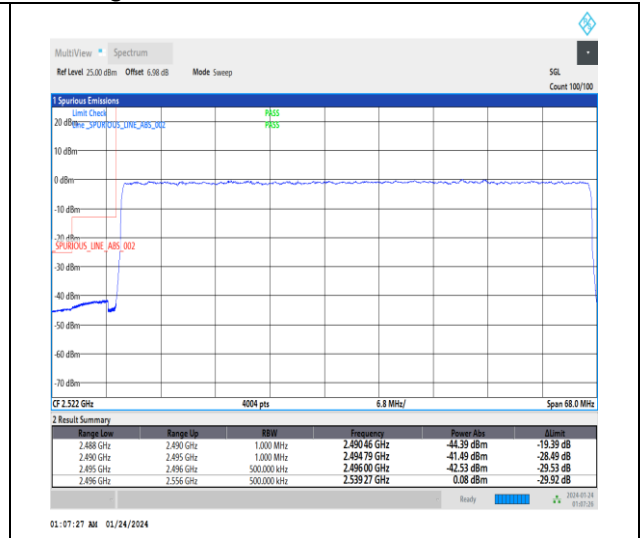 MultiView Spectrum
Ref Level 25.00 dBm Offset 6.98 dB Mode Sweep SGL
Count 100/100
1 Spurious Emissions
Limit Check PASS
20 dBm Line _SPURIOUS_LINE_ABS_002 PASS
10 dBm
0 dBm
-10 dBm
-20 dBm
_SPURIOUS_LINE_ABS_002
-30 dBm
-40 dBm
-50 dBm
-60 dBm
-70 dBm
CF 2.522 GHz 4004 pts 6.8 MHz/ Span 68.0 MHz
2 Result Summary
Range Low Range Up RBW Frequency Power Abs ΔLimit
2.488 GHz 2.490 GHz 1.000 MHz 2.490 46 GHz -44.39 dBm -19.39 dB
2.490 GHz 2.495 GHz 1.000 MHz 2.494 79 GHz -41.49 dBm -28.49 dB
2.495 GHz 2.496 GHz 500.000 kHz 2.496 00 GHz -42.53 dBm -29.53 dB
2.496 GHz 2.556 GHz 500.000 kHz 2.539 27 GHz 0.08 dBm -29.92 dB
Ready 2024-01-24
01:07:26
01:07:27 AM 01/24/2024